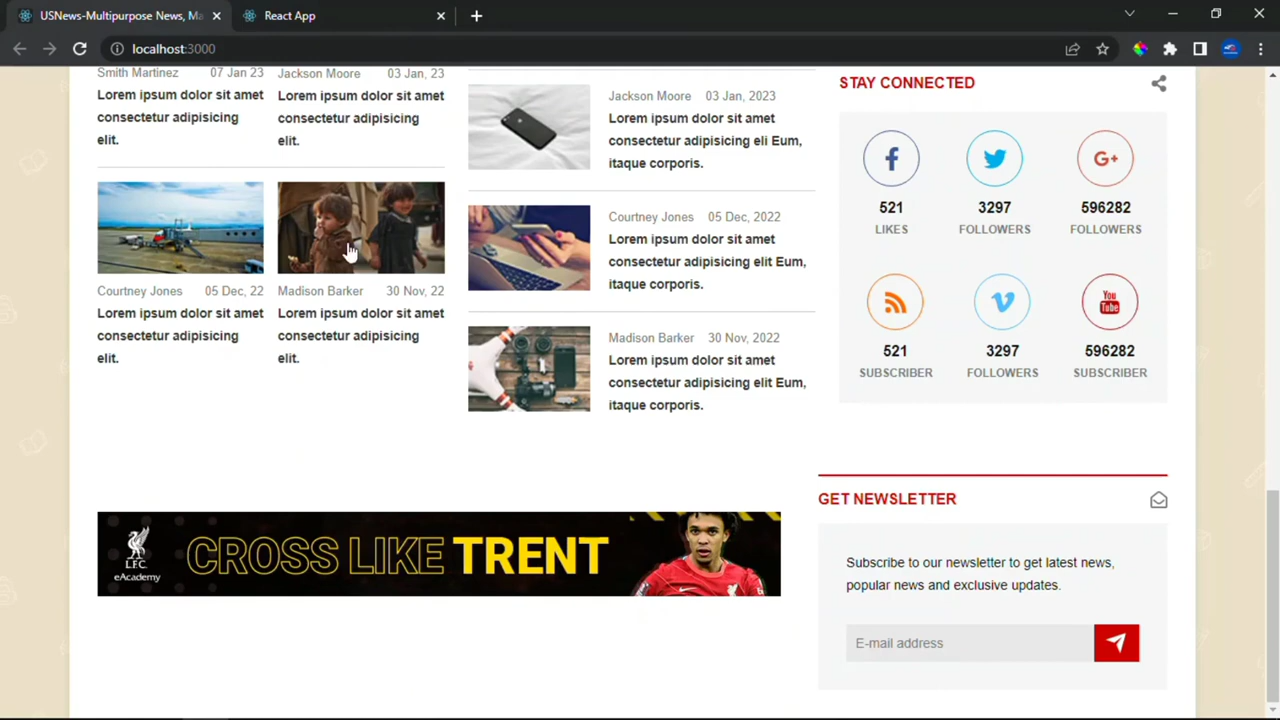 USNews-Multipurpose News, Ma
React App
localhost:3000
Smith Martinez 07 Jan 23
Lorem ipsum dolor sit amet
consectetur adipisicing
elit.
Jackson Moore 03 Jan, 23
Lorem ipsum dolor sit amet
consectetur adipisicing
elit.
Courtney Jones 05 Dec, 22
Lorem ipsum dolor sit amet
consectetur adipisicing
elit.
Madison Barker 30 Nov, 22
Lorem ipsum dolor sit amet
consectetur adipisicing
elit.
Jackson Moore 03 Jan, 2023
Lorem ipsum dolor sit amet
consectetur adipisicing eli Eum,
itaque corporis.
Courtney Jones 05 Dec, 2022
Lorem ipsum dolor sit amet
consectetur adipisicing elit Eum,
itaque corporis.
Madison Barker 30 Nov, 2022
Lorem ipsum dolor sit amet
consectetur adipisicing elit Eum,
itaque corporis.
STAY CONNECTED
G+
521 3297 596282
LIKES FOLLOWERS FOLLOWERS
You
Tube
521 3297 596282
SUBSCRIBER FOLLOWERS SUBSCRIBER
L.F.C.
eAcademy
CROSS LIKE TRENT
GET NEWSLETTER
Subscribe to our newsletter to get latest news,
popular news and exclusive updates.
E-mail address